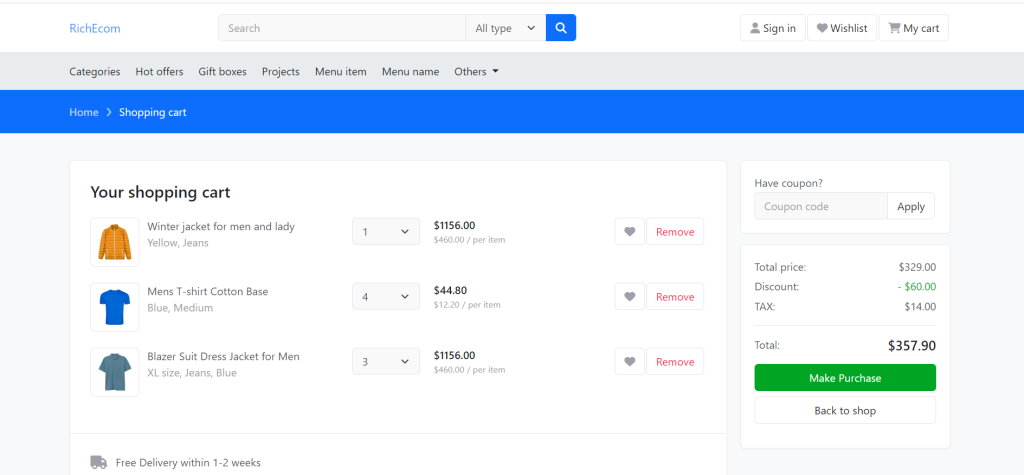 RichEcom
Search
All type
Sign in
Wishlist
My cart
Categories Hot offers Gift boxes Projects Menu item Menu name Others
Home Shopping cart
Your shopping cart
Winter jacket for men and lady
Yellow, Jeans
1
$1156.00
$460.00 / per item
Remove
Mens T-shirt Cotton Base
Blue, Medium
4
$44.80
$12.20 / per item
Remove
Blazer Suit Dress Jacket for Men
XL size, Jeans, Blue
3
$1156.00
$460.00 / per item
Remove
Free Delivery within 1-2 weeks
Have coupon?
Coupon code
Apply
Total price: $329.00
Discount: - $60.00
TAX: $14.00
Total: $357.90
Make Purchase
Back to shop